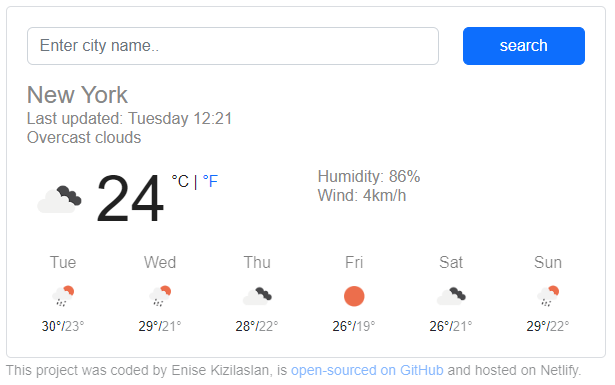 Enter city name..
search
New York
Last updated: Tuesday 12:21
Overcast clouds
24 °C | °F
Humidity: 86%
Wind: 4km/h
Tue Wed Thu Fri Sat Sun
30°/23° 29°/21° 28°/22° 26°/19° 26°/21° 29°/22°
This project was coded by Enise Kizilaslan, is open-sourced on GitHub and hosted on Netlify.